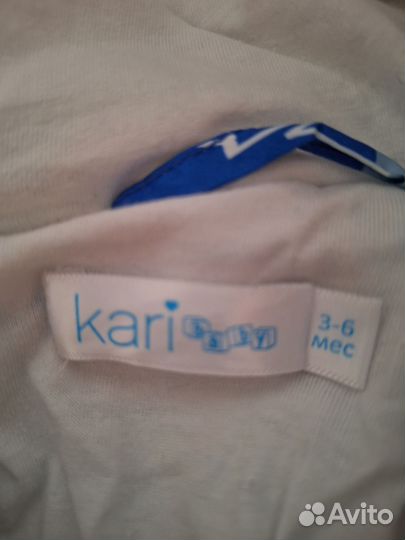 kari baby
3-6
мес
Avito